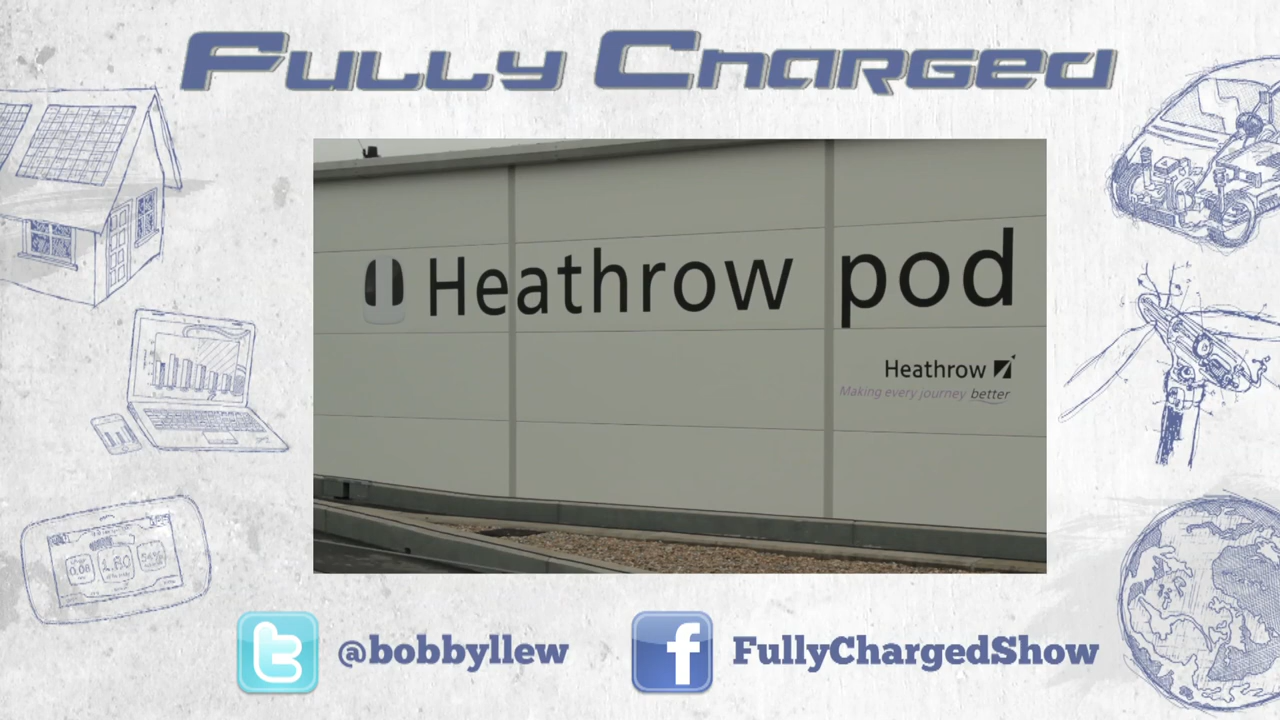 Fully Charged
Heathrow pod
Heathrow
Making every journey better
@bobbyllew
FullyChargedShow